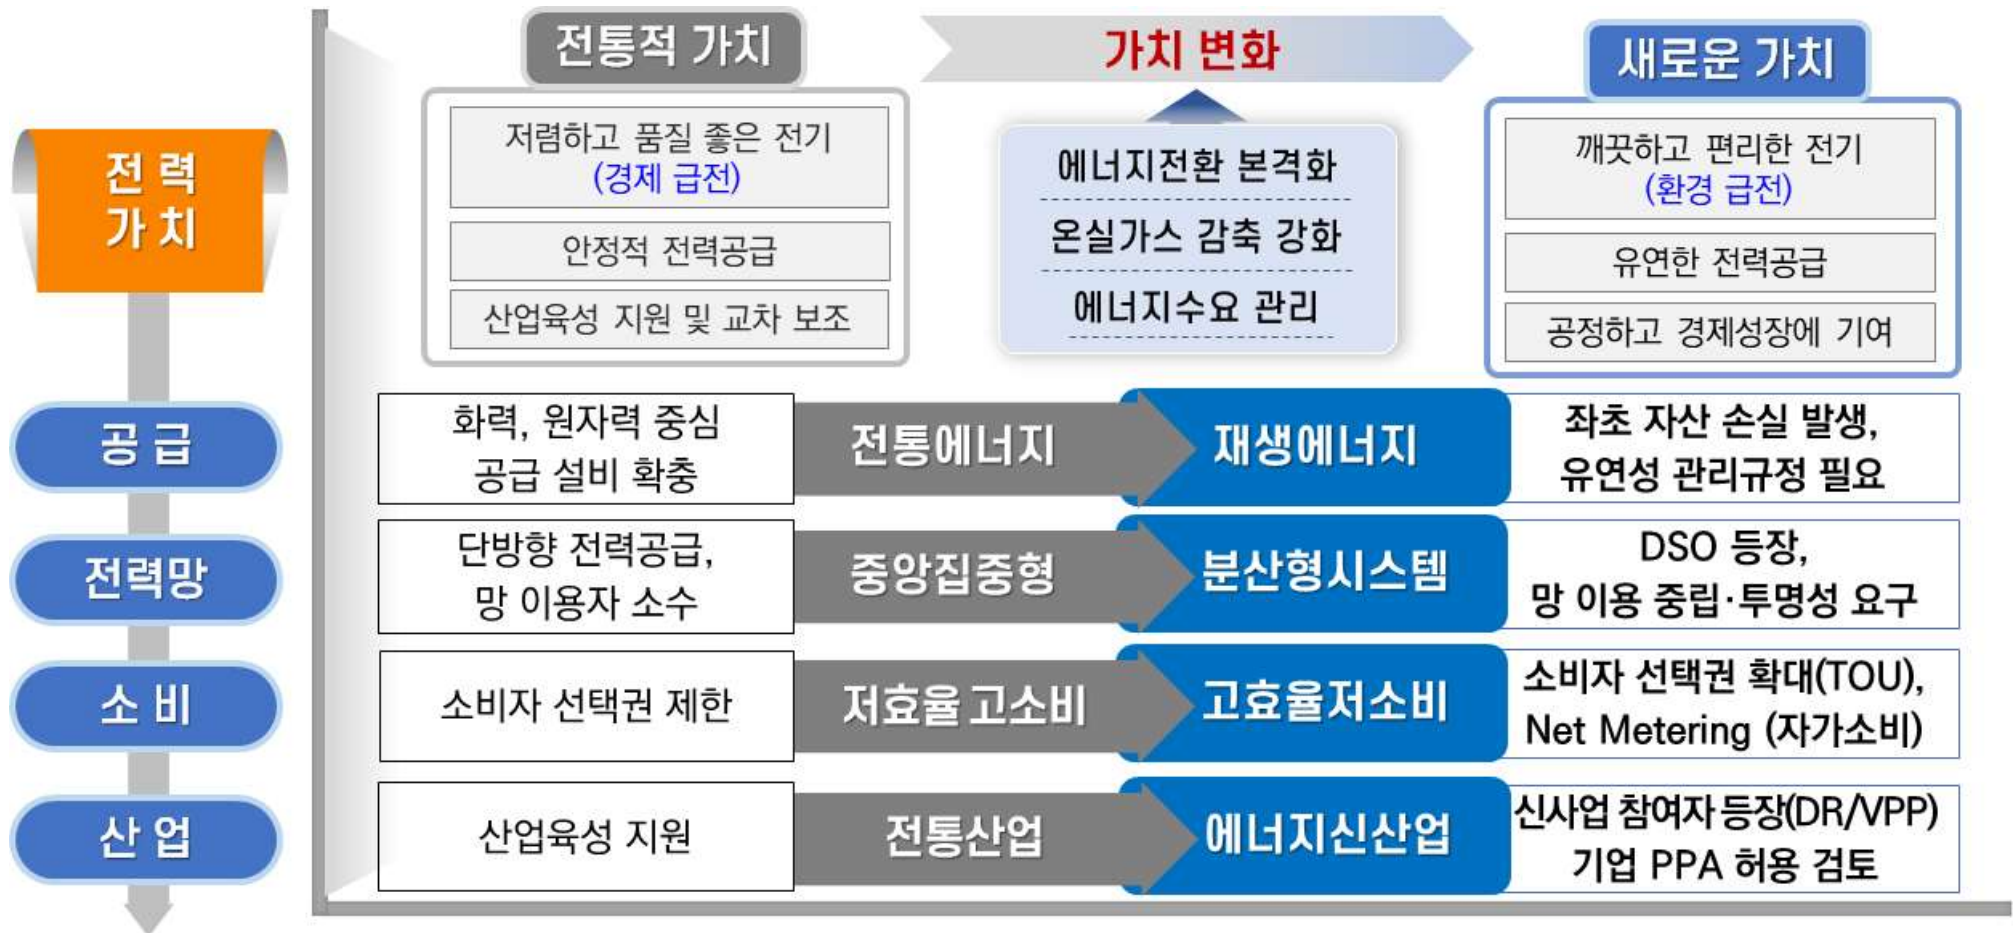 전통적 가치
가치 변화
새로운 가치
전력
가치
저렴하고 품질 좋은 전기
(경제 급전)
안정적 전력공급
산업육성 지원 및 교차 보조
에너지전환 본격화
온실가스 감축 강화
에너지수요 관리
깨끗하고 편리한 전기
(환경 급전)
유연한 전력공급
공정하고 경제성장에 기여
공급
화력, 원자력 중심
공급 설비 확충
전통에너지
재생에너지
좌초 자산 손실 발생,
유연성 관리규정 필요
전력망
단방향 전력공급,
망 이용자 소수
중앙집중형
분산형시스템
DSO 등장,
망 이용 중립·투명성 요구
소비
소비자 선택권 제한
저효율 고소비
고효율저소비
소비자 선택권 확대(TOU),
Net Metering (자가소비)
산업
산업육성 지원
전통산업
에너지신산업
신사업 참여자 등장(DR/VPP)
기업 PPA 허용 검토